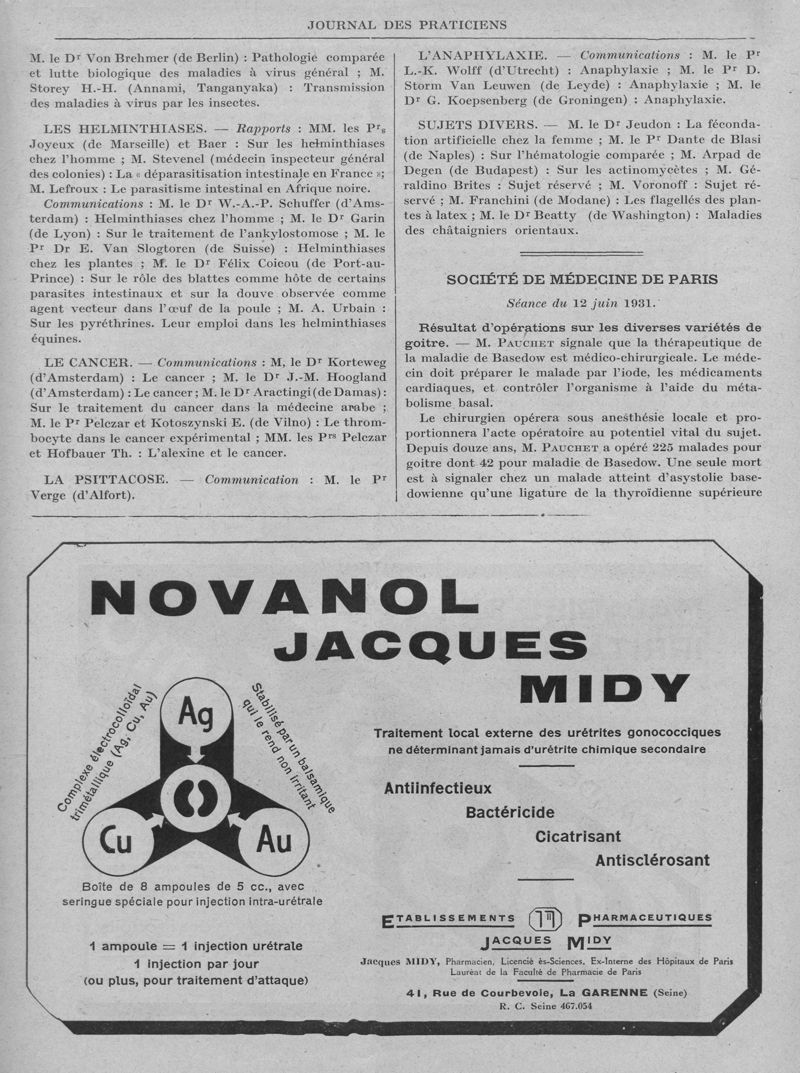 JOURNAL DES PRATICIENS
M. le Dr Von Brehmer (de Berlin) : Pathologie comparée
et lutte biologique des maladies à virus général ; M.
Storey H.-H. (Annami, Tanganyaka) : Transmission
des maladies à virus par les insectes.
LES HELMINTHIASES. — Rapports : MM. les Prs
Joyeux (de Marseille) et Baer : Sur les helminthiases
chez l'homme ; M. Stevenel (médecin inspecteur général
des colonies) : La « déparasitisation intestinale en France »;
M. Lefroux : Le parasitisme intestinal en Afrique noire.
Communications : M. le Dr W.-A.-P. Schuffer (d'Ams-
terdam) : Helminthiases chez l'homme ; M. le Dr Garin
(de Lyon) : Sur le traitement de l'ankylostomose ; M. le
Pr Dr E. Van Slogtoren (de Suisse) : Helminthiases
chez les plantes ; M. le Dr Félix Coicou (de Port-au-
Prince) : Sur le rôle des blattes comme hôte de certains
parasites intestinaux et sur la douve observée comme
agent vecteur dans l'œuf de la poule ; M. A. Urbain :
Sur les pyréthrines. Leur emploi dans les helminthiases
équines.
LE CANCER. — Communications : M, le Dr Korteweg
(d'Amsterdam) : Le cancer ; M. le Dr J.-M. Hoogland
(d'Amsterdam) : Le cancer ; M. le Dr Aractingi (de Damas) :
Sur le traitement du cancer dans la médecine arabe ;
M. le Pr Pelczar et Kotoszynski E. (de Vilno) : Le throm-
bocyte dans le cancer expérimental ; MM. les Prs Pelczar
et Hofbauer Th. : L'alexine et le cancer.
LA PSITTACOSE. — Communication : M. le Pr
Verge (d'Alfort).
L'ANAPHYLAXIE. — Communications : M. le Pr
L.-K. Wolff (d'Utrecht) : Anaphylaxie ; M. le Pr D.
Storm Van Leuwen (de Leyde) : Anaphylaxie ; M. le
Dr G. Koepsenberg (de Groningen) : Anaphylaxie.
SUJETS DIVERS. — M. le Dr Jeudon : La féconda-
tion artificielle chez la femme ; M. le Pr Dante de Blasi
(de Naples) : Sur l'hématologie comparée ; M. Arpad de
Degen (de Budapest) : Sur les actinomycètes ; M. Gé-
raldino Brites : Sujet réservé ; M. Voronoff : Sujet ré-
servé ; M. Franchini (de Modane) : Les flagellés des plan-
tes à latex ; M. le Dr Beatty (de Washington) : Maladies
des châtaigniers orientaux.
SOCIÉTÉ DE MÉDECINE DE PARIS
Séance du 12 juin 1931.
Résultat d'opérations sur les diverses variétés de
goitre. — M. PAUCHET signale que la thérapeutique de
la maladie de Basedow est médico-chirurgicale. Le méde-
cin doit préparer le malade par l'iode, les médicaments
cardiaques, et contrôler l'organisme à l'aide du méta-
bolisme basal.
Le chirurgien opérera sous anesthésie locale et pro-
portionnera l'acte opératoire au potentiel vital du sujet.
Depuis douze ans, M. PAUCHET a opéré 225 malades pour
goitre dont 42 pour maladie de Basedow. Une seule mort
est à signaler chez un malade atteint d'asystolie base-
dowienne qu'une ligature de la thyroïdienne supérieure
NOVANOL
JACQUES
MIDY
Complexe électrocolloïdal
trimétallique (Ag, Cu, Au)
Stabilisé par un balsamique
qui le rend non irritant
Ag
Cu
Au
Boîte de 8 ampoules de 5 cc., avec
seringue spéciale pour injection intra-urétrale
1 ampoule = 1 injection urétrale
1 injection par jour
(ou plus, pour traitement d'attaque)
Traitement local externe des urétrites gonococciques
ne déterminant jamais d'urétrite chimique secondaire
Antiinfectieux
Bactéricide
Cicatrisant
Antisclérosant
ETABLISSEMENTS PHARMACEUTIQUES
JACQUES MIDY
Jacques MIDY, Pharmacien, Licencié ès-Sciences, Ex-Interne des Hôpitaux de Paris
Lauréat de la Faculté de Pharmacie de Paris
41, Rue de Courbevoie, La GARENNE (Seine)
R. C. Seine 467.054